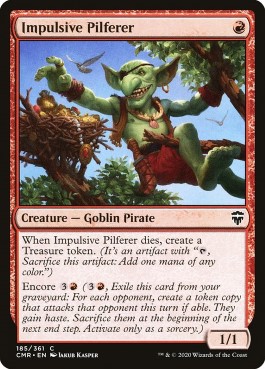 Impulsive Pilferer
Creature — Goblin Pirate
When Impulsive Pilferer dies, create a
Treasure token. (It's an artifact with “,
Sacrifice this artifact: Add one mana of any
color.”)
Encore 3 (3, Exile this card from your
graveyard: For each opponent, create a token copy
that attacks that opponent this turn if able. They
gain haste. Sacrifice them at the beginning of the
next end step. Activate only as a sorcery.)
1/1
185/361 C
CMR • EN Jakub Kasper
™ & © 2020 Wizards of the Coast